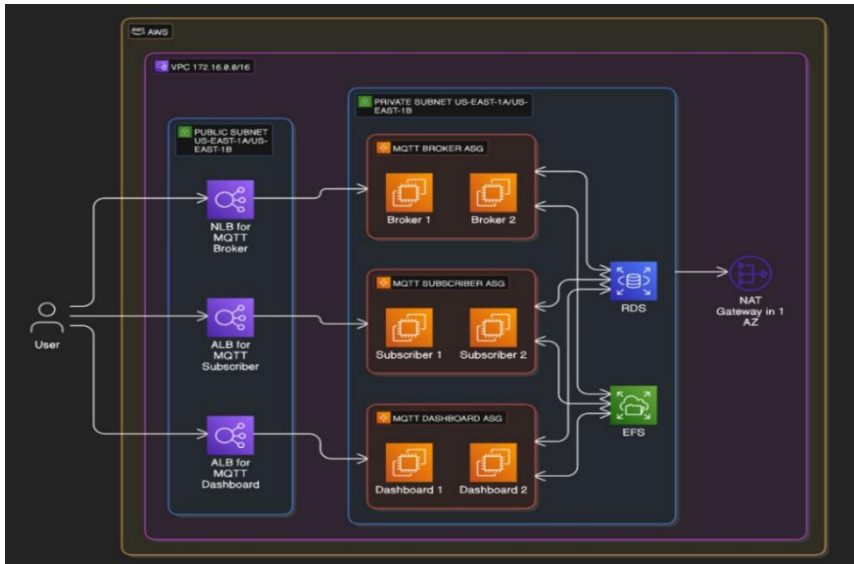 AWS
VPC 172.16.0.0/16
PUBLIC SUBNET
US-EAST-1A/US-
EAST-1B
PRIVATE SUBNET US-EAST-1A/US-
EAST-1B
NLB for
MQTT
Broker
MQTT BROKER ASG
Broker 1
Broker 2
User
ALB for
MQTT
Subscriber
MQTT SUBSCRIBER ASG
Subscriber 1
Subscriber 2
ALB for
MQTT
Dashboard
MQTT DASHBOARD ASG
Dashboard 1
Dashboard 2
RDS
EFS
NAT
Gateway in 1
AZ